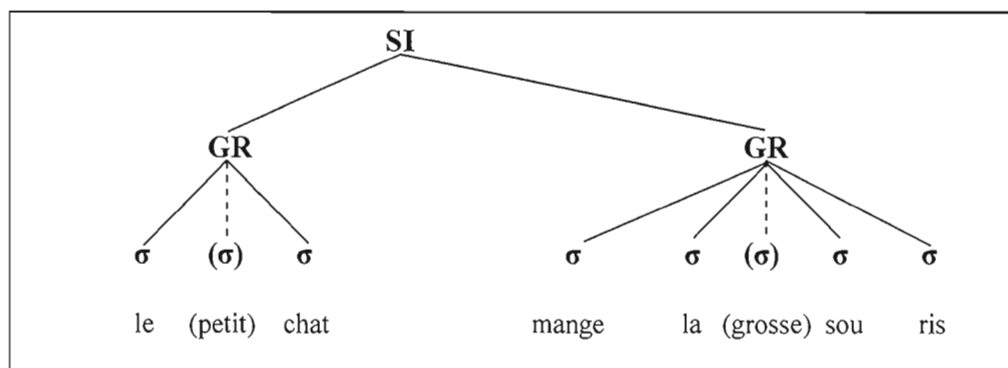 SI
GR GR
σ (σ) σ σ σ (σ) σ σ
le (petit) chat mange la (grosse) sou ris